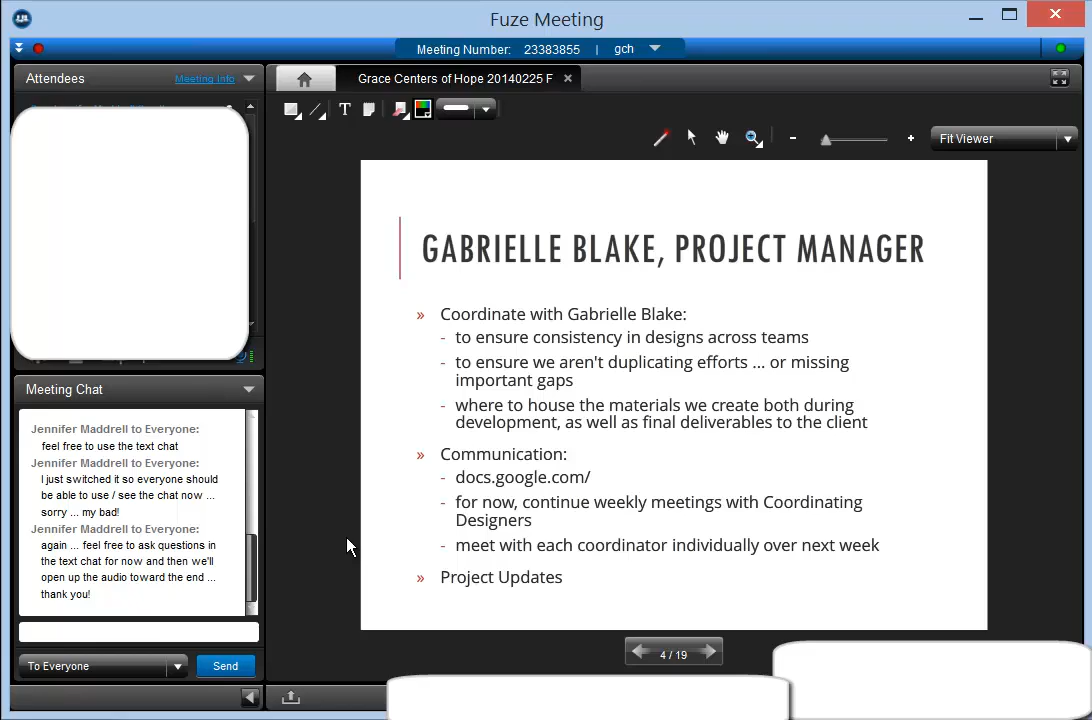 Fuze Meeting
Meeting Number: 23383855 | gch
Attendees
Meeting Info
Grace Centers of Hope 20140225 F
T
Fit Viewer
GABRIELLE BLAKE, PROJECT MANAGER
» Coordinate with Gabrielle Blake:
- to ensure consistency in designs across teams
- to ensure we aren't duplicating efforts ... or missing
important gaps
- where to house the materials we create both during
development, as well as final deliverables to the client
» Communication:
- docs.google.com/
- for now, continue weekly meetings with Coordinating
Designers
- meet with each coordinator individually over next week
» Project Updates
4 / 19
Meeting Chat
Jennifer Maddrell to Everyone:
feel free to use the text chat
Jennifer Maddrell to Everyone:
I just switched it so everyone should
be able to use / see the chat now ...
sorry ... my bad!
Jennifer Maddrell to Everyone:
again ... feel free to ask questions in
the text chat for now and then we'll
open up the audio toward the end ...
thank you!
To Everyone
Send